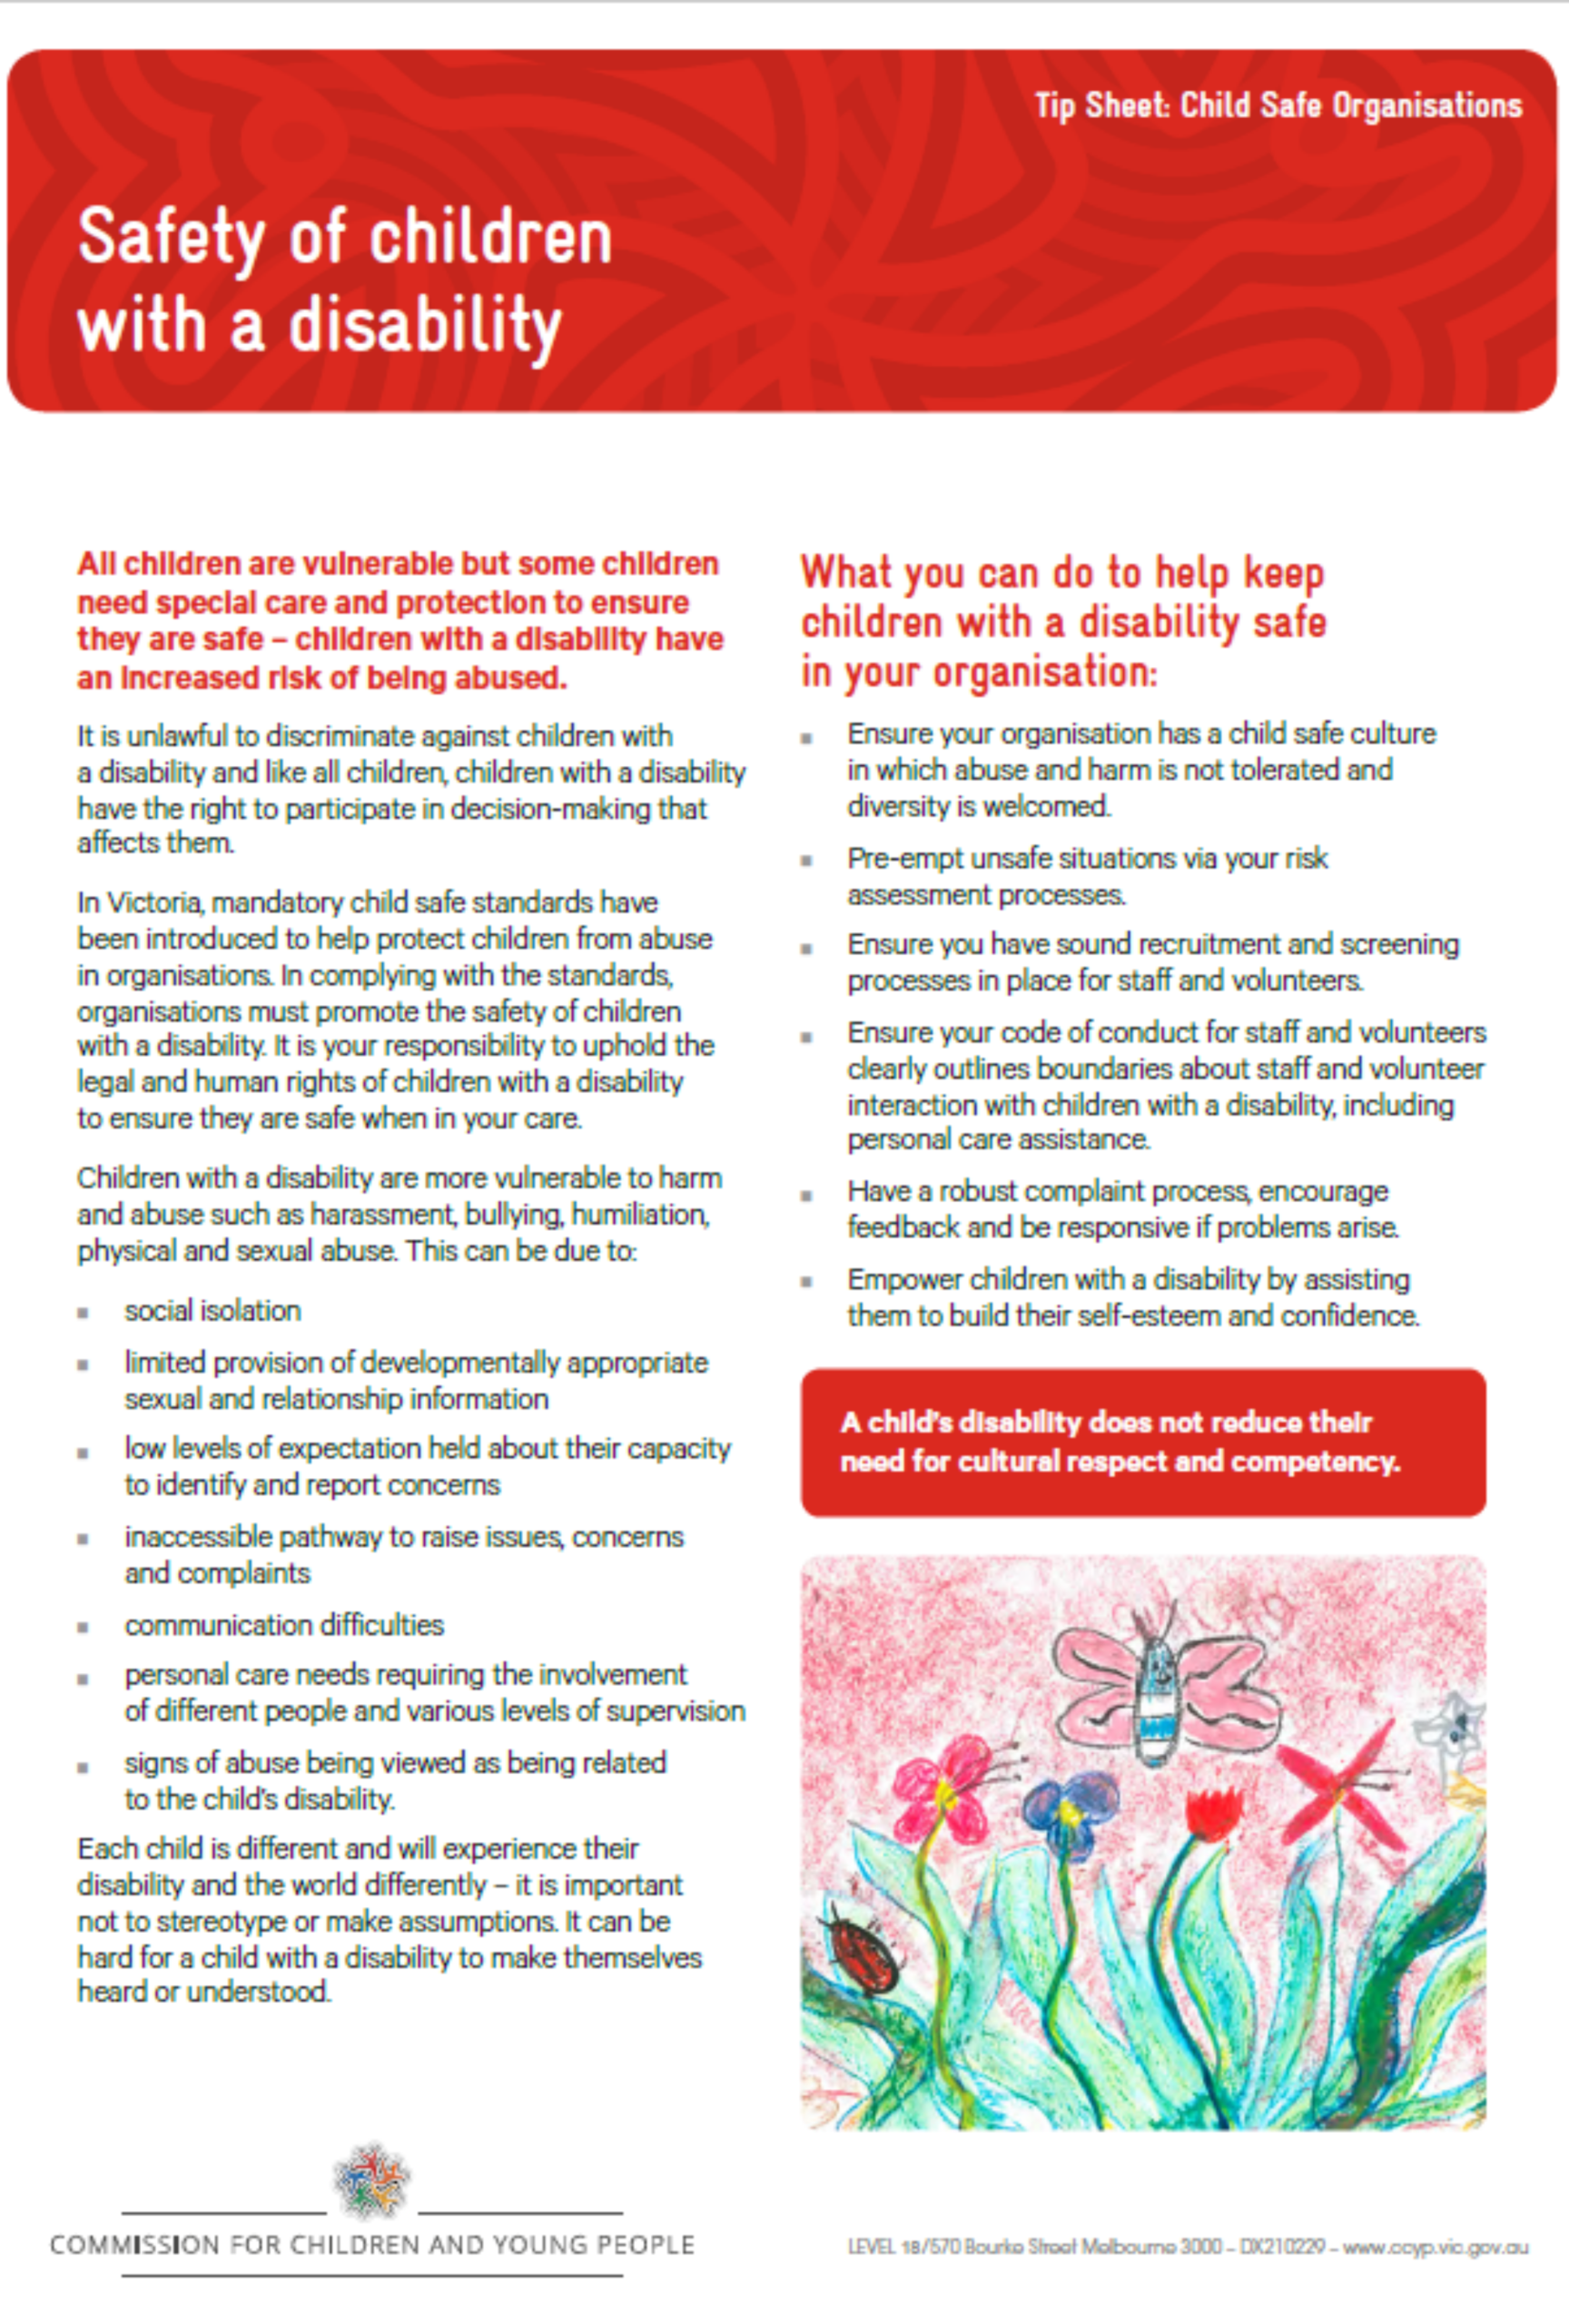 Tip Sheet: Child Safe Organisations
Safety of children
with a disability
All children are vulnerable but some children
need special care and protection to ensure
they are safe – children with a disability have
an increased risk of being abused.
It is unlawful to discriminate against children with
a disability and like all children, children with a disability
have the right to participate in decision-making that
affects them.
In Victoria, mandatory child safe standards have
been introduced to help protect children from abuse
in organisations. In complying with the standards,
organisations must promote the safety of children
with a disability. It is your responsibility to uphold the
legal and human rights of children with a disability
to ensure they are safe when in your care.
Children with a disability are more vulnerable to harm
and abuse such as harassment, bullying, humiliation,
physical and sexual abuse. This can be due to:
▪ social isolation
▪ limited provision of developmentally appropriate
sexual and relationship information
▪ low levels of expectation held about their capacity
to identify and report concerns
▪ inaccessible pathway to raise issues, concerns
and complaints
▪ communication difficulties
▪ personal care needs requiring the involvement
of different people and various levels of supervision
▪ signs of abuse being viewed as being related
to the child's disability.
Each child is different and will experience their
disability and the world differently – it is important
not to stereotype or make assumptions. It can be
hard for a child with a disability to make themselves
heard or understood.
What you can do to help keep
children with a disability safe
in your organisation:
▪ Ensure your organisation has a child safe culture
in which abuse and harm is not tolerated and
diversity is welcomed.
▪ Pre-empt unsafe situations via your risk
assessment processes.
▪ Ensure you have sound recruitment and screening
processes in place for staff and volunteers.
▪ Ensure your code of conduct for staff and volunteers
clearly outlines boundaries about staff and volunteer
interaction with children with a disability, including
personal care assistance.
▪ Have a robust complaint process, encourage
feedback and be responsive if problems arise.
▪ Empower children with a disability by assisting
them to build their self-esteem and confidence.
A child's disability does not reduce their
need for cultural respect and competency.
COMMISSION FOR CHILDREN AND YOUNG PEOPLE
LEVEL 18/570 Bourke Street Melbourne 3000 – DX210229 – www.ccyp.vic.gov.au